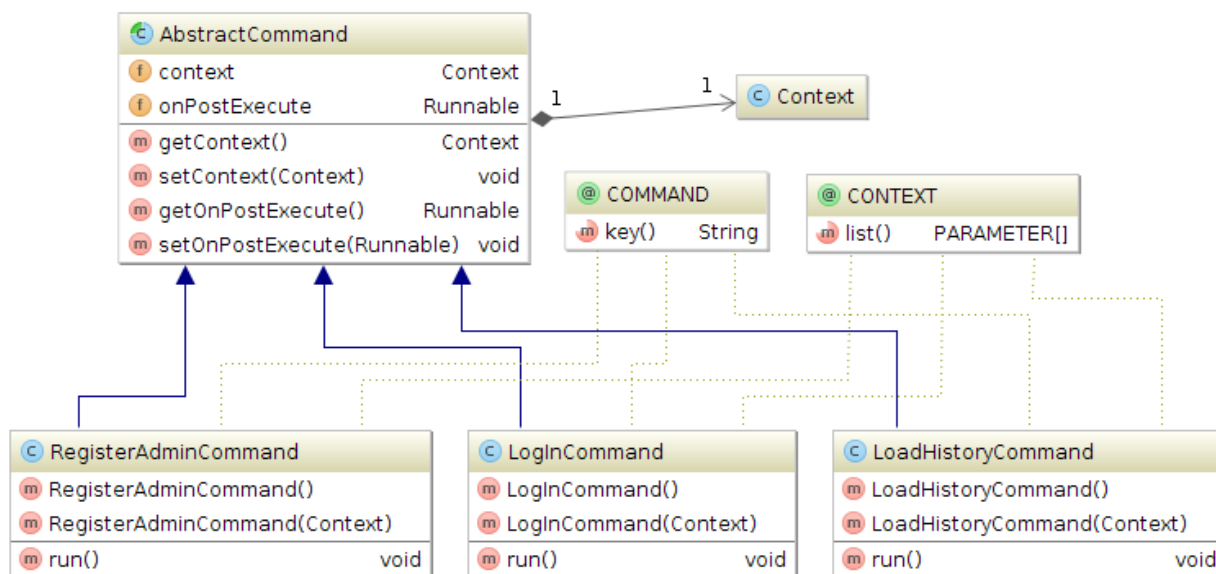 C AbstractCommand
f context Context
f onPostExecute Runnable
m getContext() Context
m setContext(Context) void
m getOnPostExecute() Runnable
m setOnPostExecute(Runnable) void
1 1
C Context
@ COMMAND
m key() String
@ CONTEXT
m list() PARAMETER[]
C RegisterAdminCommand
m RegisterAdminCommand()
m RegisterAdminCommand(Context)
m run() void
C LogInCommand
m LogInCommand()
m LogInCommand(Context)
m run() void
C LoadHistoryCommand
m LoadHistoryCommand()
m LoadHistoryCommand(Context)
m run() void